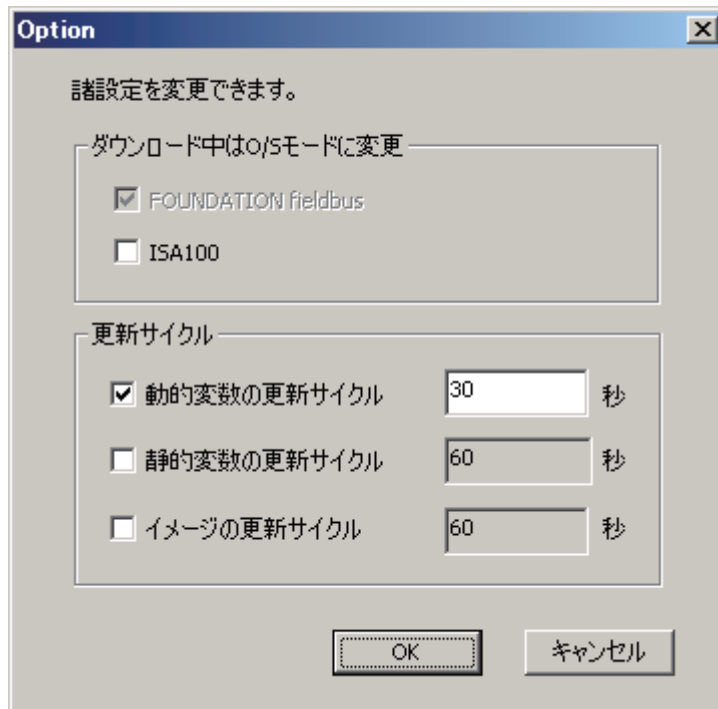 Option
諸設定を変更できます。
ダウンロード中はO/Sモードに変更
FOUNDATION fieldbus
ISA100
更新サイクル
動的変数の更新サイクル 30 秒
静的変数の更新サイクル 60 秒
イメージの更新サイクル 60 秒
OK キャンセル